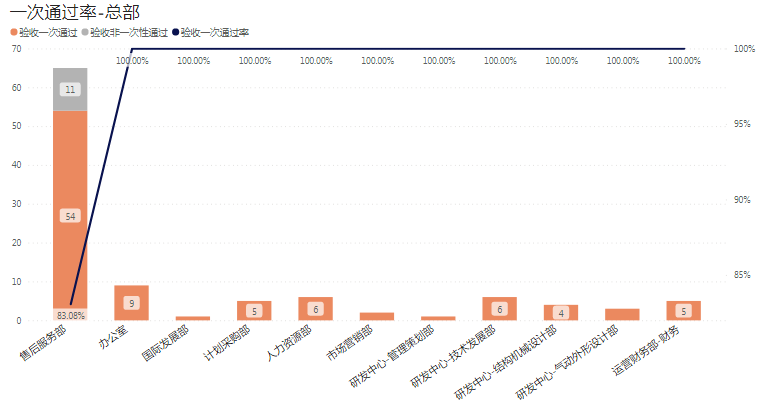 一次通过率-总部
验收一次通过 验收非一次性通过 验收一次通过率
70 100%
100.00% 100.00% 100.00% 100.00% 100.00% 100.00% 100.00% 100.00% 100.00% 100.00%
60
11
50 95%
40
30 90%
54
20
10 85%
9 5 6 6 4 5
83.08%
0
售后服务部 办公室 国际发展部 计划采购部 人力资源部 市场营销部 研发中心-管理策划部 研发中心-技术发展部 研发中心-结构机械设计部 研发中心-气动外形设计部 运营财务部-财务